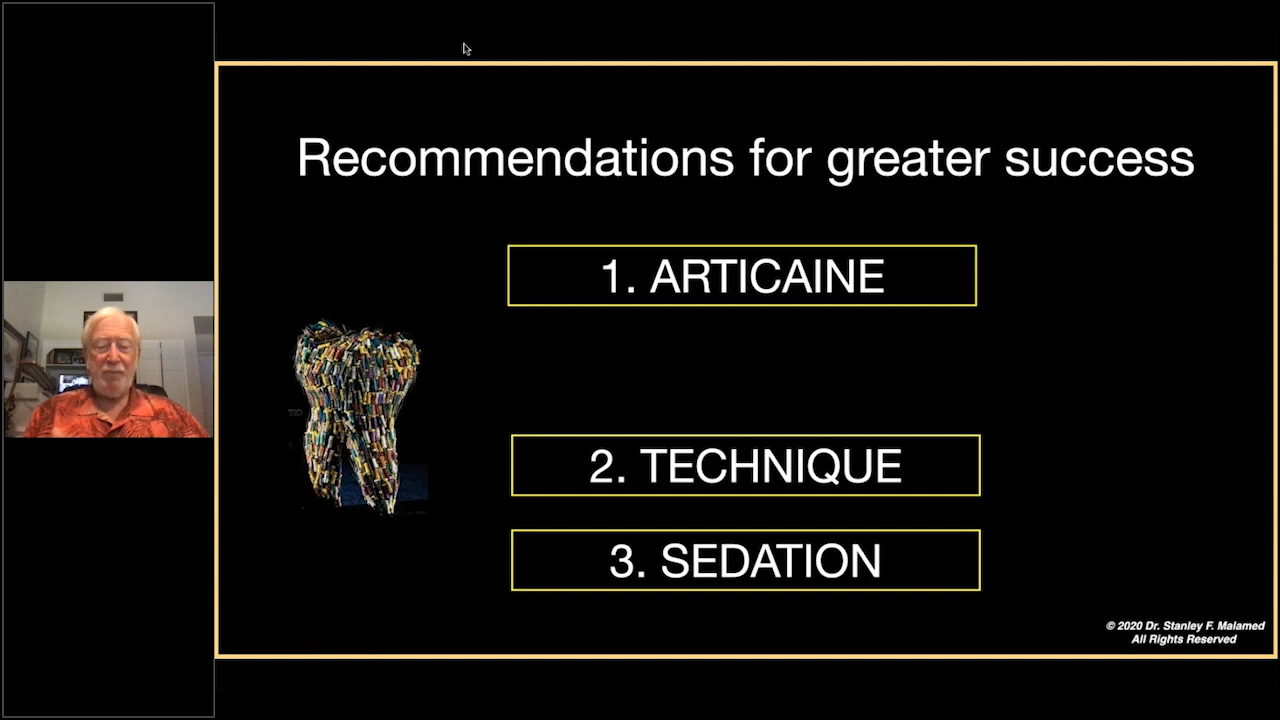 Recommendations for greater success
1. ARTICAINE
2. TECHNIQUE
3. SEDATION
© 2020 Dr. Stanley F. Malamed
All Rights Reserved